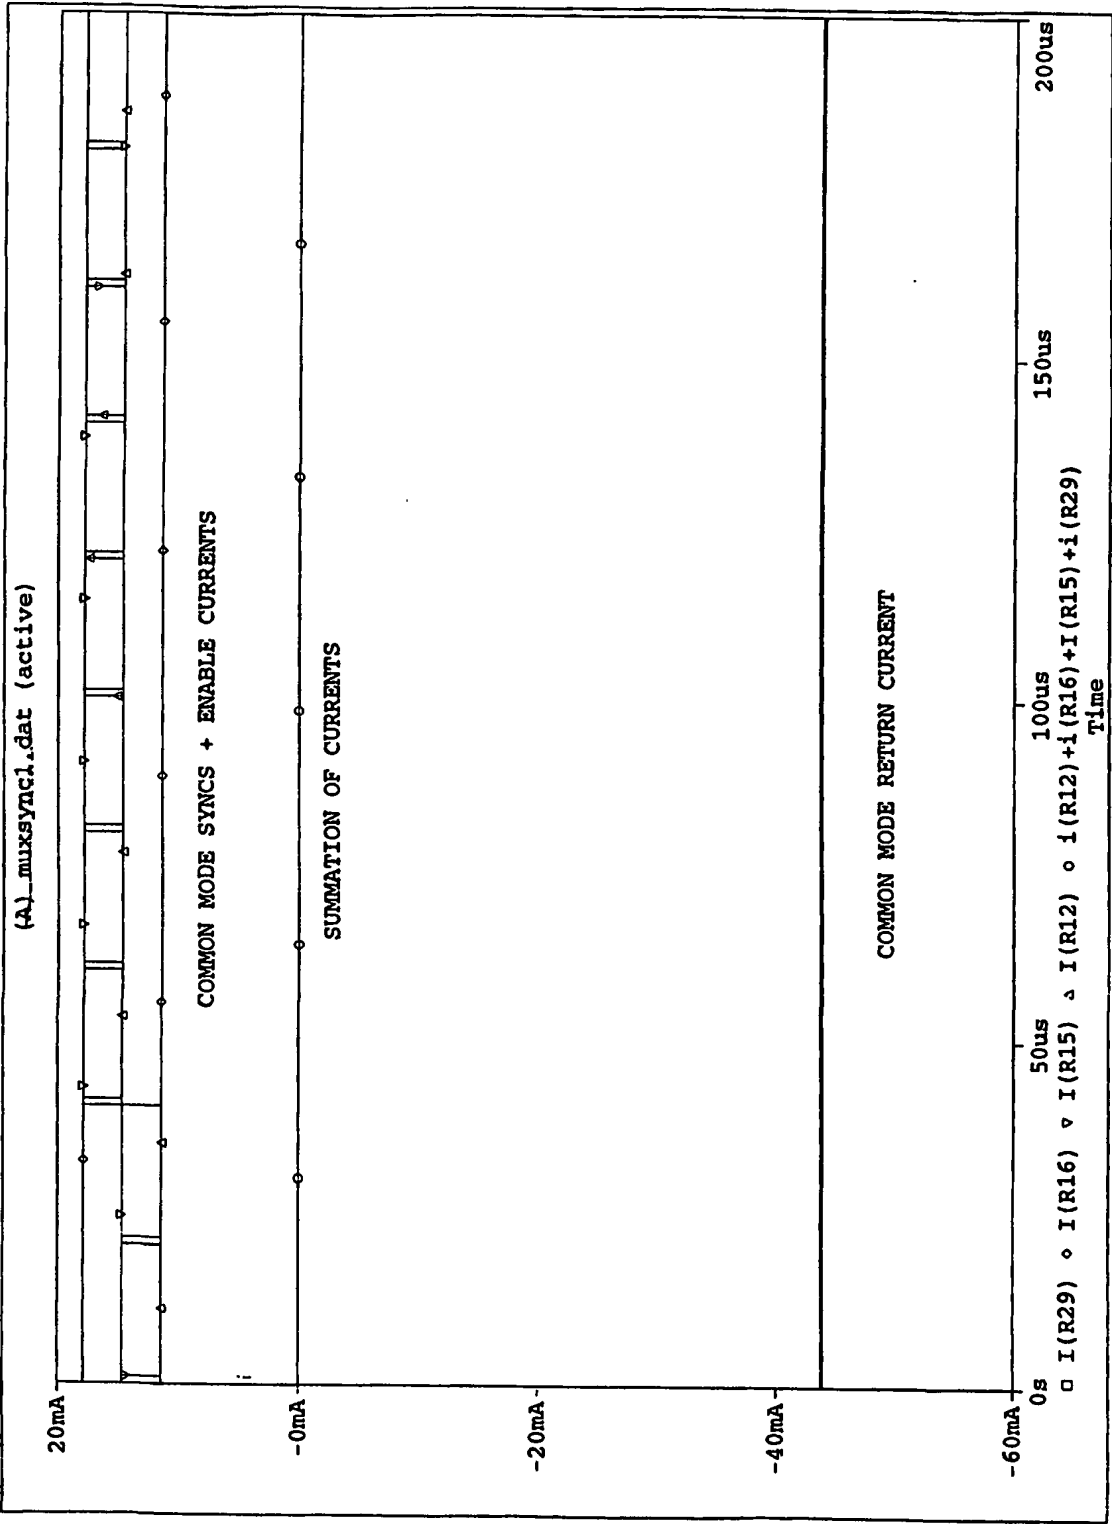 (A) muxsync1.dat (active)
20mA
-0mA
-20mA
-40mA
-60mA
COMMON MODE SYNCS + ENABLE CURRENTS
SUMMATION OF CURRENTS
COMMON MODE RETURN CURRENT
0s 50us 100us 150us 200us
□ I(R29) ⋄ I(R16) ▿ I(R15) ▵ I(R12) ○ i(R12)+i(R16)+I(R15)+i(R29)
Time